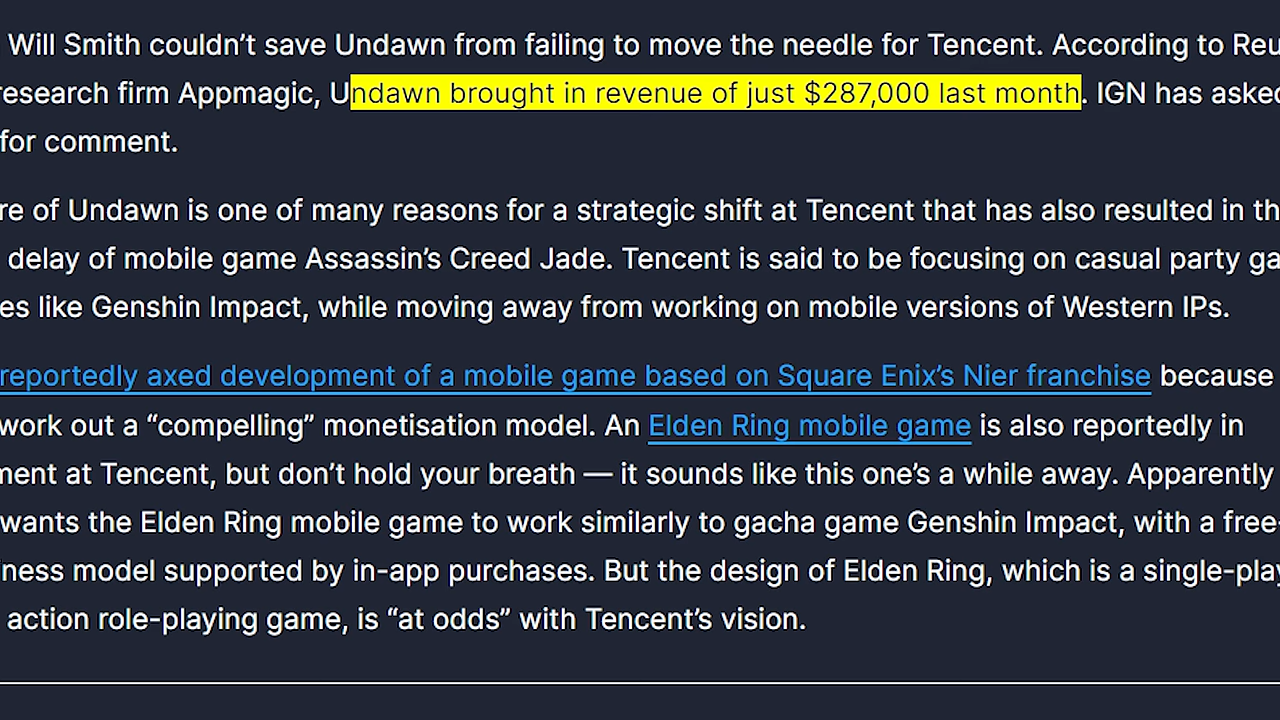 Will Smith couldn’t save Undawn from failing to move the needle for Tencent. According to Reu
research firm Appmagic, Undawn brought in revenue of just $287,000 last month. IGN has asked
for comment.
re of Undawn is one of many reasons for a strategic shift at Tencent that has also resulted in th
delay of mobile game Assassin’s Creed Jade. Tencent is said to be focusing on casual party ga
es like Genshin Impact, while moving away from working on mobile versions of Western IPs.
reportedly axed development of a mobile game based on Square Enix’s Nier franchise because
work out a “compelling” monetisation model. An Elden Ring mobile game is also reportedly in
ment at Tencent, but don’t hold your breath — it sounds like this one’s a while away. Apparently
wants the Elden Ring mobile game to work similarly to gacha game Genshin Impact, with a free-
ness model supported by in-app purchases. But the design of Elden Ring, which is a single-play
action role-playing game, is “at odds” with Tencent’s vision.